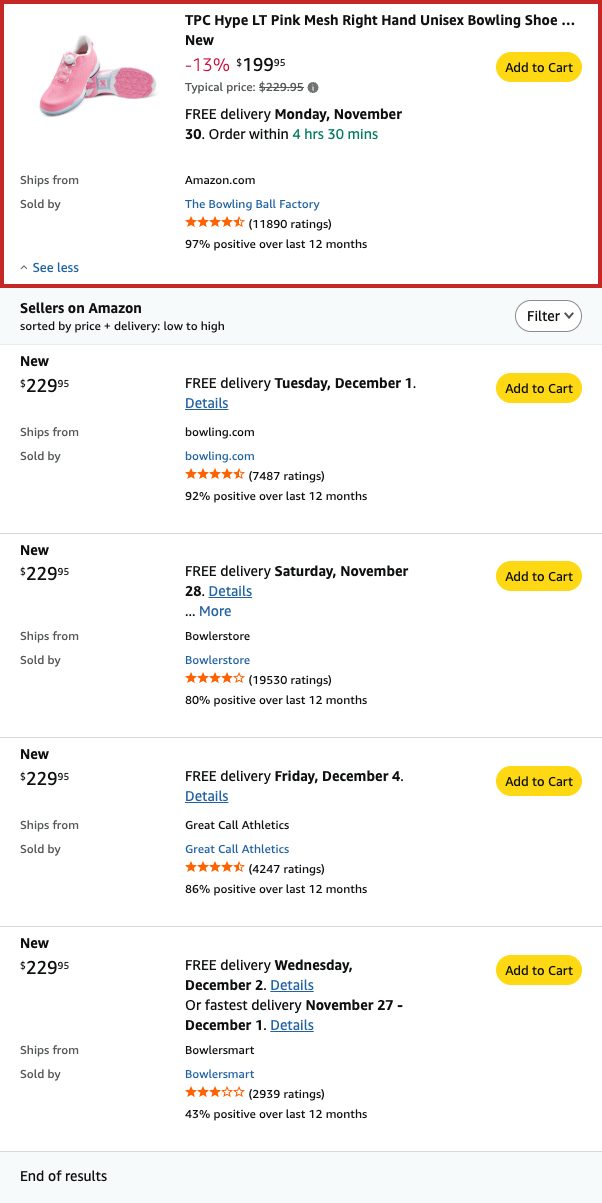 TPC Hype LT Pink Mesh Right Hand Unisex Bowling Shoe ...
New
-13% $199.95
Typical price: $229.95
FREE delivery Monday, November
30. Order within 4 hrs 30 mins
Add to Cart
Ships from Amazon.com
Sold by The Bowling Ball Factory
(11890 ratings)
97% positive over last 12 months
See less
Sellers on Amazon
sorted by price + delivery: low to high
Filter
New
$229.95
FREE delivery Tuesday, December 1.
Details
Add to Cart
Ships from bowling.com
Sold by bowling.com
(7487 ratings)
92% positive over last 12 months
New
$229.95
FREE delivery Saturday, November
28. Details
... More
Add to Cart
Ships from Bowlerstore
Sold by Bowlerstore
(19530 ratings)
80% positive over last 12 months
New
$229.95
FREE delivery Friday, December 4.
Details
Add to Cart
Ships from Great Call Athletics
Sold by Great Call Athletics
(4247 ratings)
86% positive over last 12 months
New
$229.95
FREE delivery Wednesday,
December 2. Details
Or fastest delivery November 27 -
December 1. Details
Add to Cart
Ships from Bowlersmart
Sold by Bowlersmart
(2939 ratings)
43% positive over last 12 months
End of results